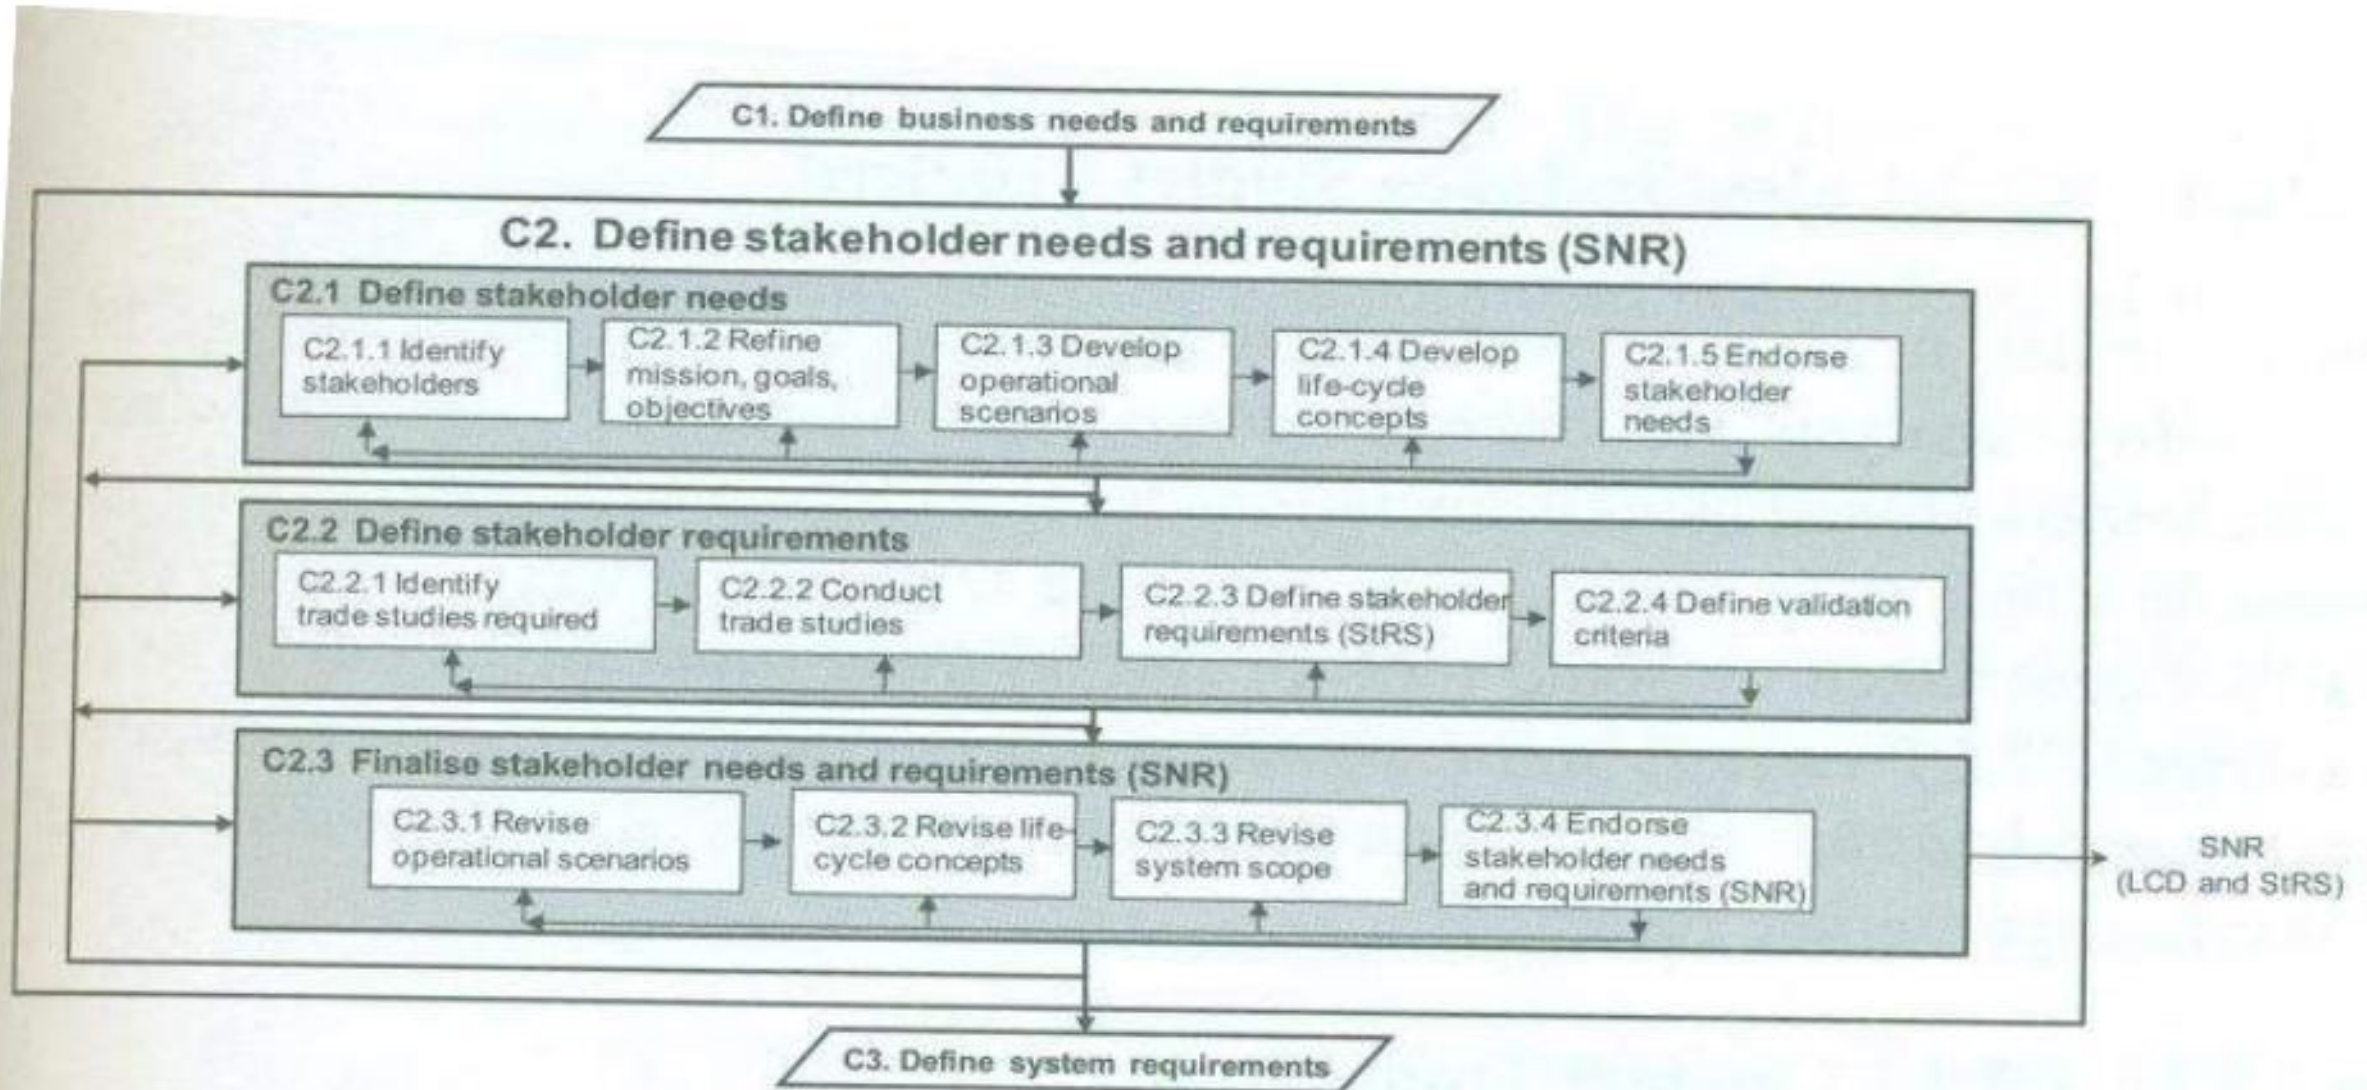 C1. Define business needs and requirements
C2. Define stakeholder needs and requirements (SNR)
C2.1 Define stakeholder needs
C2.1.1 Identify
stakeholders
C2.1.2 Refine
mission, goals,
objectives
C2.1.3 Develop
operational
scenarios
C2.1.4 Develop
life-cycle
concepts
C2.1.5 Endorse
stakeholder
needs
C2.2 Define stakeholder requirements
C2.2.1 Identify
trade studies required
C2.2.2 Conduct
trade studies
C2.2.3 Define stakeholder
requirements (StRS)
C2.2.4 Define validation
criteria
C2.3 Finalise stakeholder needs and requirements (SNR)
C2.3.1 Revise
operational scenarios
C2.3.2 Revise life-
cycle concepts
C2.3.3 Revise
system scope
C2.3.4 Endorse
stakeholder needs
and requirements (SNR)
SNR
(LCD and StRS)
C3. Define system requirements